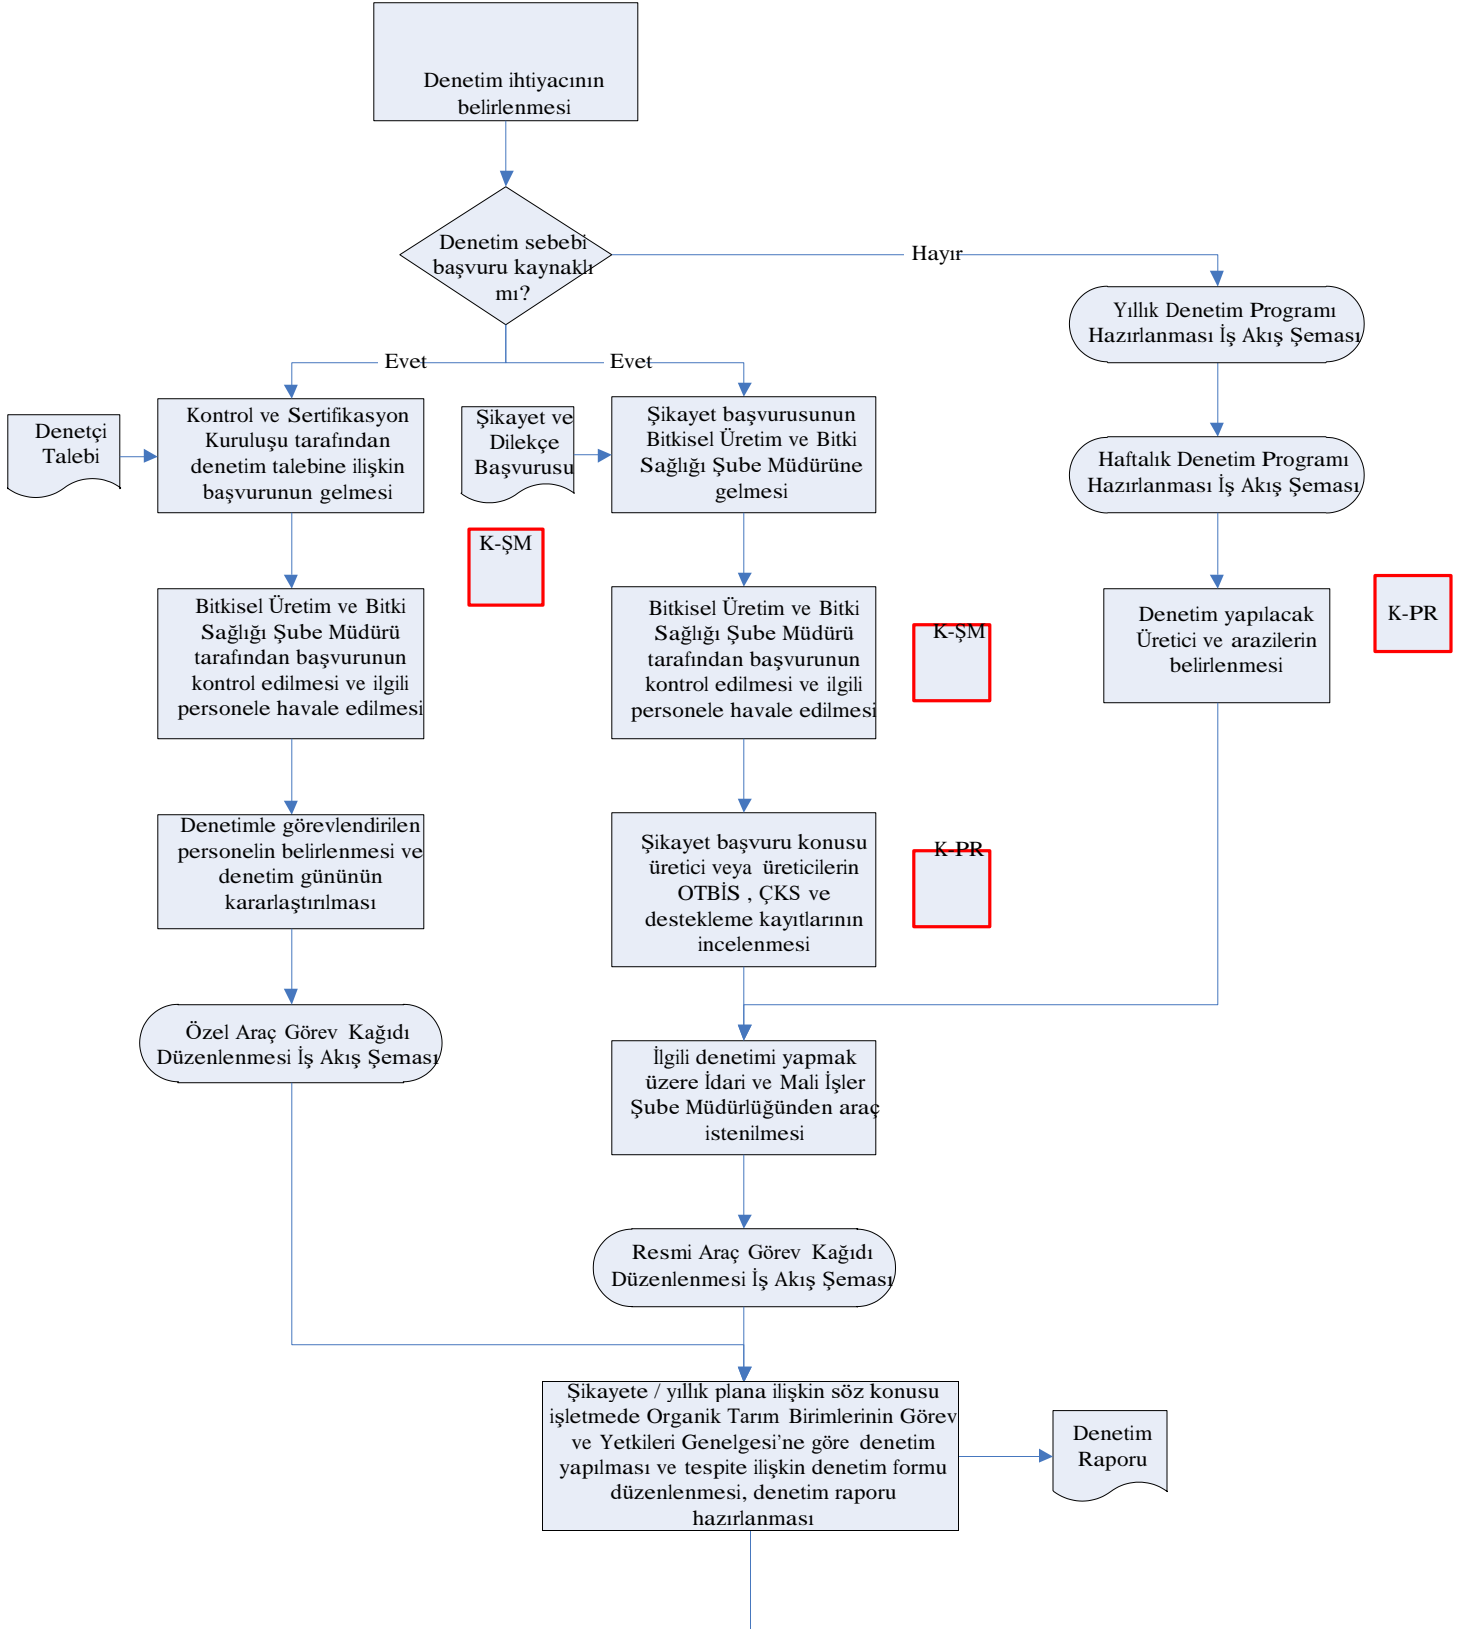 Denetim ihtiyacının
belirlenmesi
Denetim sebebi
başvuru kaynaklı
mı?
Hayır
Evet
Evet
Yıllık Denetim Programı
Hazırlanması İş Akış Şeması
Denetçi
Talebi
Kontrol ve Sertifikasyon
Kuruluşu tarafından
denetim talebine ilişkin
başvurunun gelmesi
Şikayet ve
Dilekçe
Başvurusu
Şikayet başvurusunun
Bitkisel Üretim ve Bitki
Sağlığı Şube Müdürüne
gelmesi
Haftalık Denetim Programı
Hazırlanması İş Akış Şeması
K-ŞM
Bitkisel Üretim ve Bitki
Sağlığı Şube Müdürü
tarafından başvurunun
kontrol edilmesi ve ilgili
personele havale edilmesi
Bitkisel Üretim ve Bitki
Sağlığı Şube Müdürü
tarafından başvurunun
kontrol edilmesi ve ilgili
personele havale edilmesi
K-ŞM
Denetim yapılacak
Üretici ve arazilerin
belirlenmesi
K-PR
Denetimle görevlendirilen
personelin belirlenmesi ve
denetim gününün
kararlaştırılması
Şikayet başvuru konusu
üretici veya üreticilerin
OTBİS , ÇKS ve
destekleme kayıtlarının
incelenmesi
K-PR
Özel Araç Görev Kağıdı
Düzenlenmesi İş Akış Şeması
İlgili denetimi yapmak
üzere İdari ve Mali İşler
Şube Müdürlüğünden araç
istenilmesi
Resmi Araç Görev Kağıdı
Düzenlenmesi İş Akış Şeması
Şikayete / yıllık plana ilişkin söz konusu
işletmede Organik Tarım Birimlerinin Görev
ve Yetkileri Genelgesi’ne göre denetim
yapılması ve tespite ilişkin denetim formu
düzenlenmesi, denetim raporu
hazırlanması
Denetim
Raporu